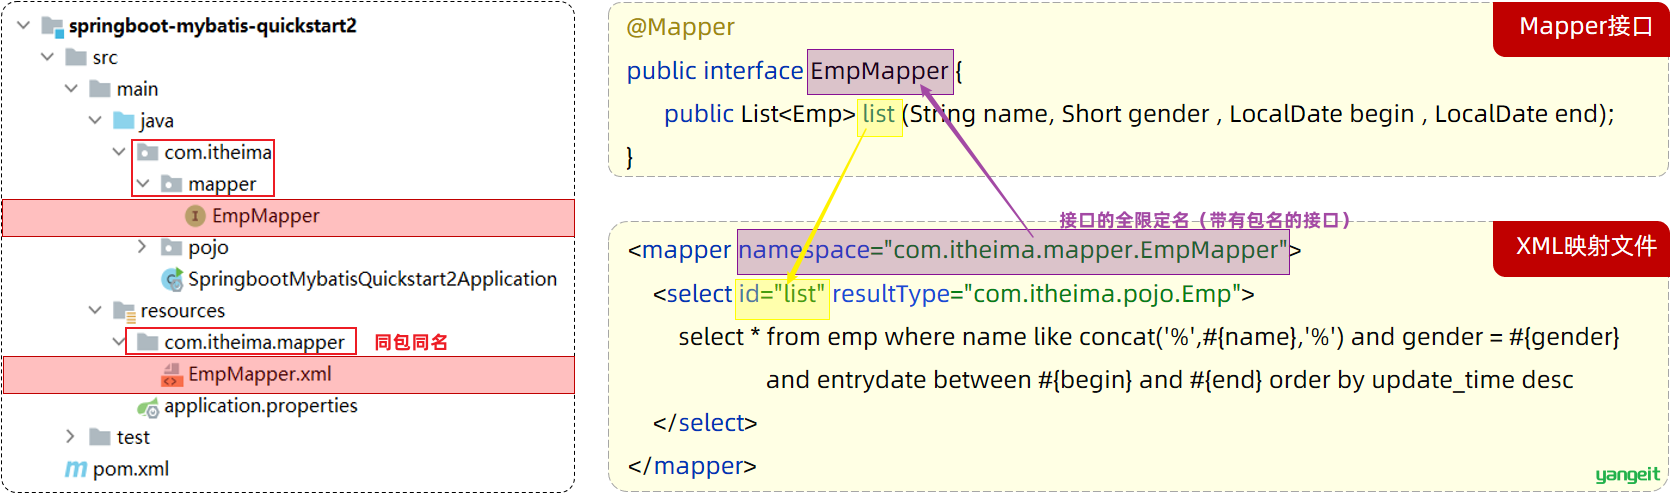 springboot-mybatis-quickstart2
src
main
java
com.itheima
mapper
I EmpMapper
pojo
SpringbootMybatisQuickstart2Application
resources
com.itheima.mapper 同包同名
EmpMapper.xml
application.properties
test
pom.xml
Mapper接口
@Mapper
public interface EmpMapper {
public List<Emp> list (String name, Short gender , LocalDate begin , LocalDate end);
}
接口的全限定名（带有包名的接口）
XML映射文件
<mapper namespace="com.itheima.mapper.EmpMapper">
<select id="list" resultType="com.itheima.pojo.Emp">
select * from emp where name like concat('%',#{name},'%') and gender = #{gender}
and entrydate between #{begin} and #{end} order by update_time desc
</select>
</mapper>
yangeit